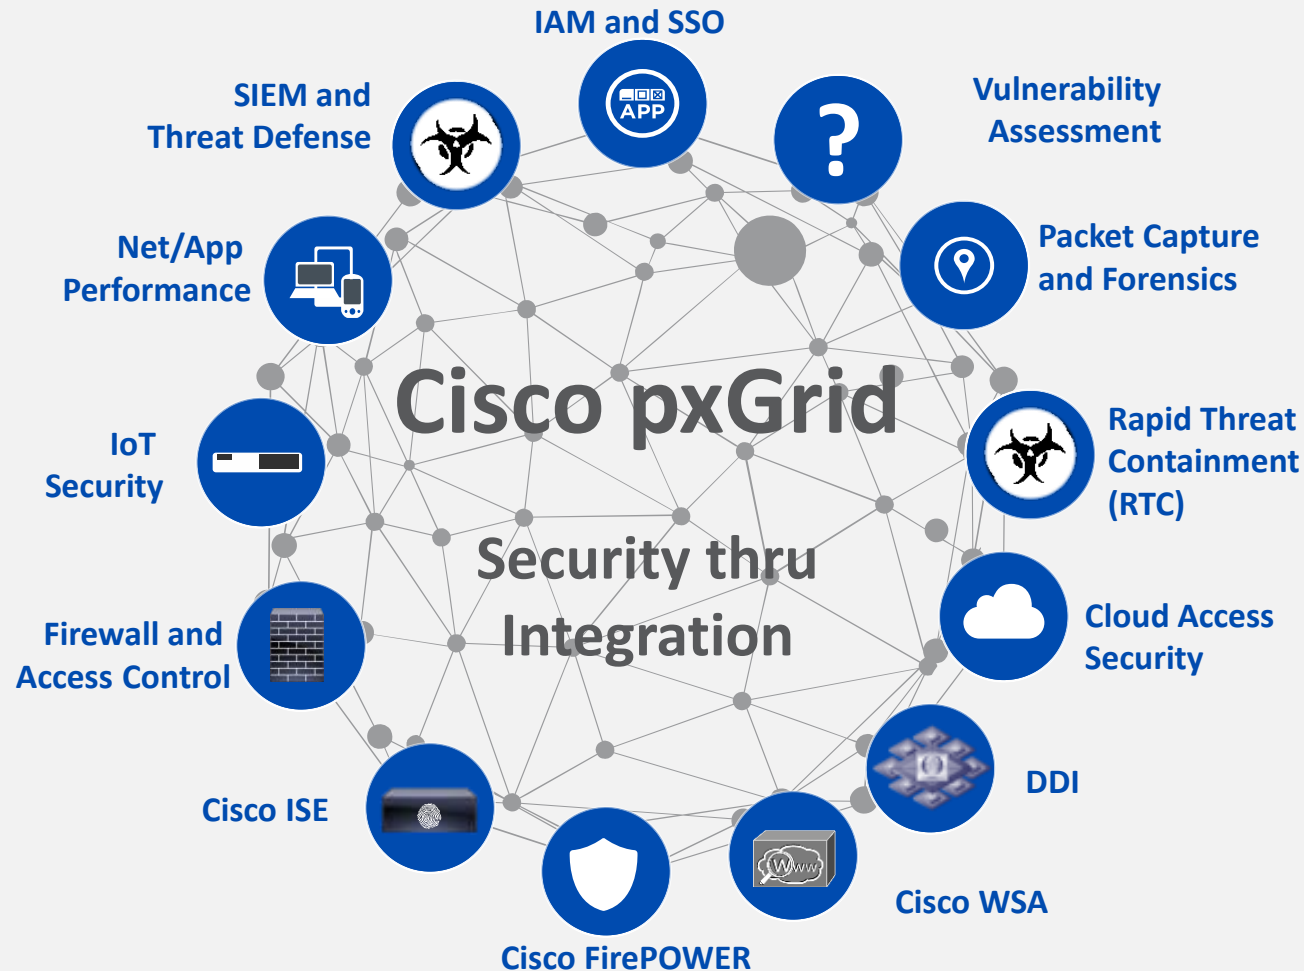 IAM and SSO
SIEM and
Threat Defense
APP
?
Vulnerability
Assessment
Net/App
Performance
Packet Capture
and Forensics
Cisco pxGrid
Rapid Threat
Containment
(RTC)
IoT
Security
Security thru
Integration
Firewall and
Access Control
Cloud Access
Security
Cisco ISE
DDI
Www
Cisco WSA
Cisco FirePOWER